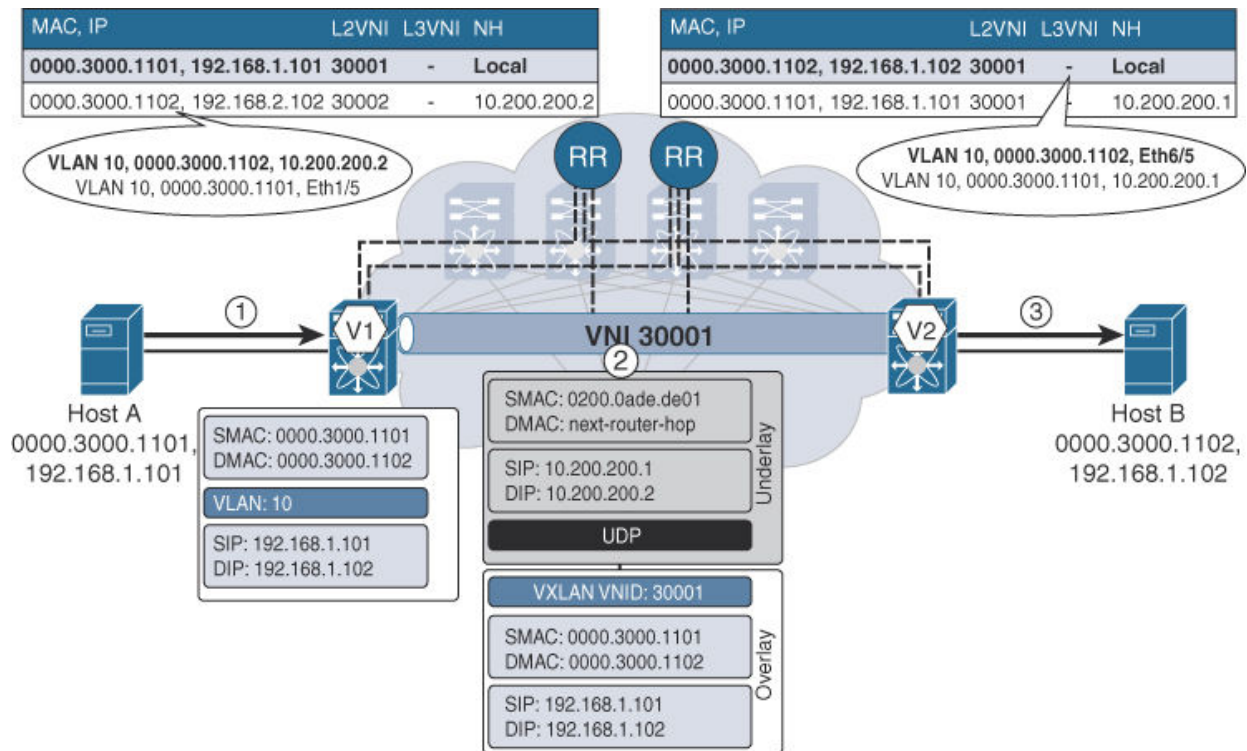 MAC, IP L2VNI L3VNI NH
0000.3000.1101, 192.168.1.101 30001 - Local
0000.3000.1102, 192.168.2.102 30002 - 10.200.200.2
VLAN 10, 0000.3000.1102, 10.200.200.2
VLAN 10, 0000.3000.1101, Eth1/5
MAC, IP L2VNI L3VNI NH
0000.3000.1102, 192.168.1.102 30001 - Local
0000.3000.1101, 192.168.1.101 30001 - 10.200.200.1
VLAN 10, 0000.3000.1102, Eth6/5
VLAN 10, 0000.3000.1101, 10.200.200.1
RR
RR
1
V1
VNI 30001
V2
3
2
Host A
0000.3000.1101,
192.168.1.101
SMAC: 0000.3000.1101
DMAC: 0000.3000.1102
VLAN: 10
SIP: 192.168.1.101
DIP: 192.168.1.102
SMAC: 0200.0ade.de01
DMAC: next-router-hop
SIP: 10.200.200.1
DIP: 10.200.200.2
UDP
Underlay
VXLAN VNID: 30001
SMAC: 0000.3000.1101
DMAC: 0000.3000.1102
SIP: 192.168.1.101
DIP: 192.168.1.102
Overlay
Host B
0000.3000.1102,
192.168.1.102